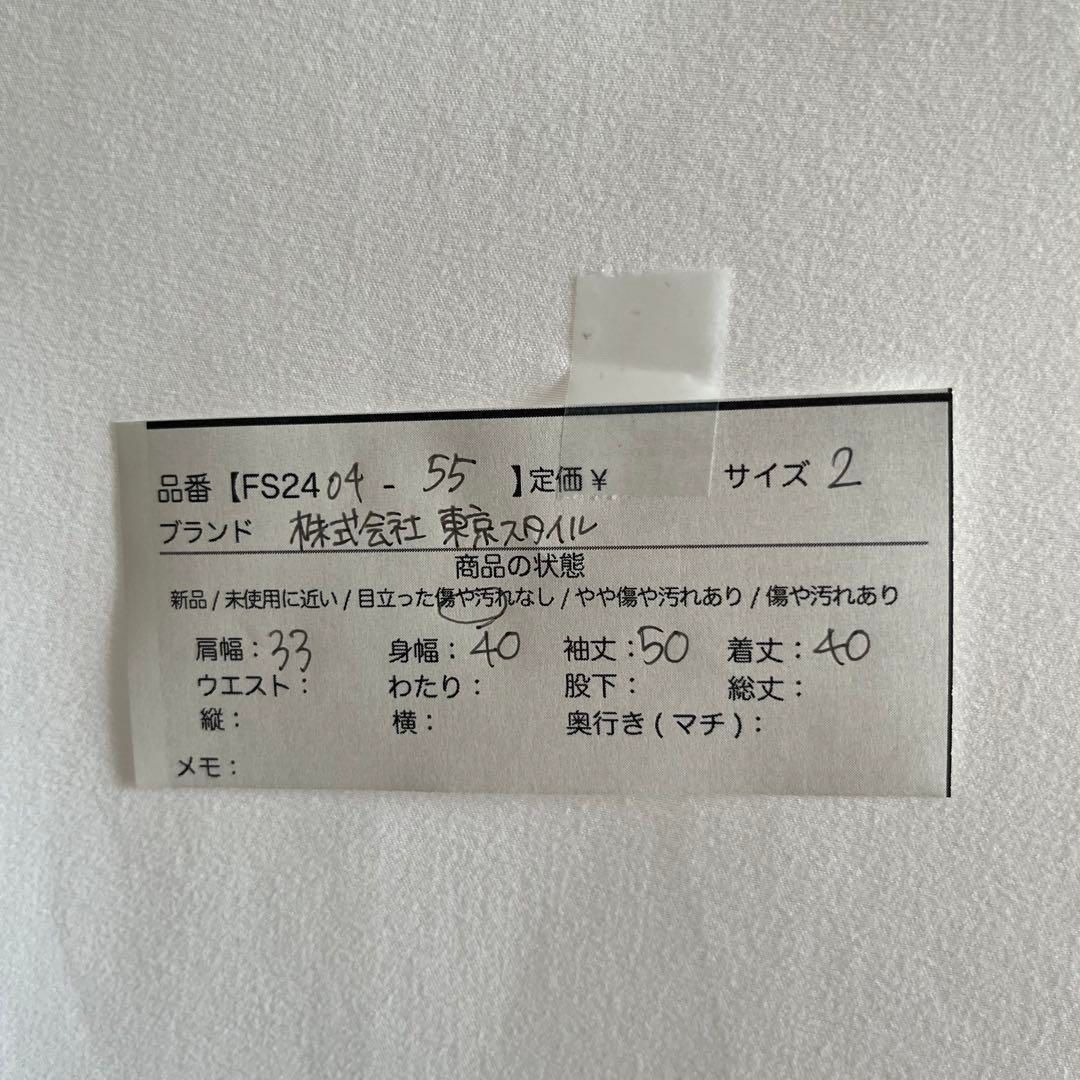 品番【FS2404 - 55 】定価 ¥ サイズ 2
ブランド 株式会社 東京スタイル
商品の状態
新品 / 未使用に近い / 目立った傷や汚れなし / やや傷や汚れあり / 傷や汚れあり
肩幅：33 身幅：40 袖丈：50 着丈：40
ウエスト： わたり： 股下： 総丈：
縦： 横： 奥行き ( マチ )：
メモ：